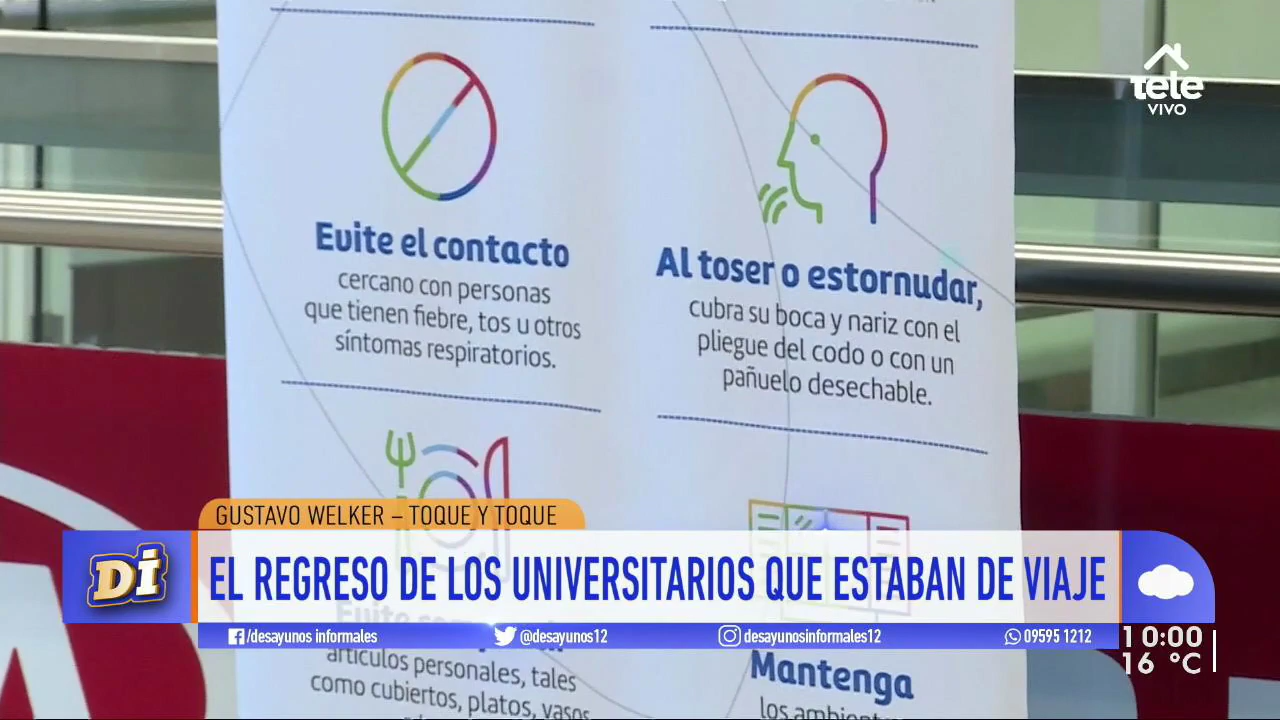 Evite el contacto
cercano con personas
que tienen fiebre, tos u otros
síntomas respiratorios.
Al toser o estornudar,
cubra su boca y nariz con el
pliegue del codo o con un
pañuelo desechable.
tele
VIVO
GUSTAVO WELKER – TOQUE Y TOQUE
Di
EL REGRESO DE LOS UNIVERSITARIOS QUE ESTABAN DE VIAJE
/desayunos informales
@desayunos12
desayunosinformales12
09595 1212
10:00
16 °C
Evite
artículos personales, tales
como cubiertos, platos, vasos
Mantenga
los